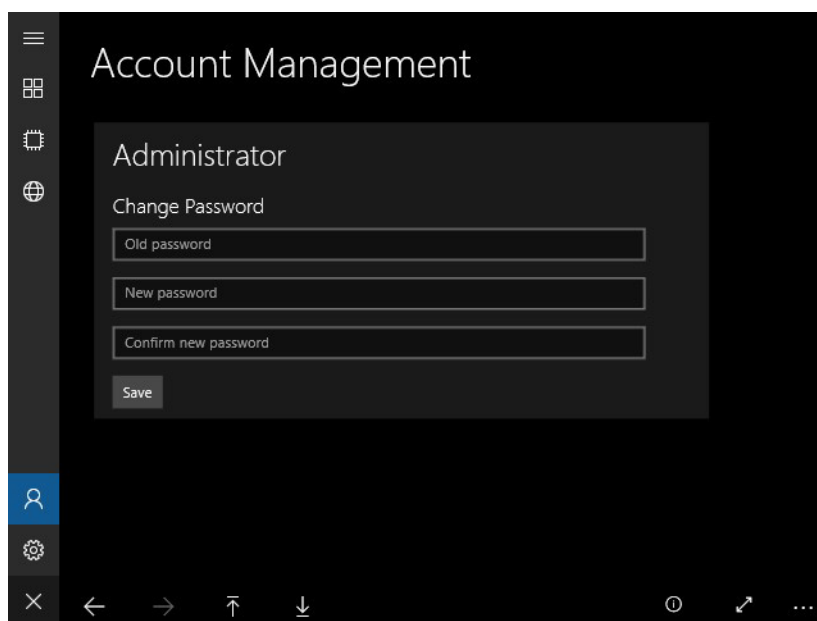 Account Management
Administrator
Change Password
Old password
New password
Confirm new password
Save